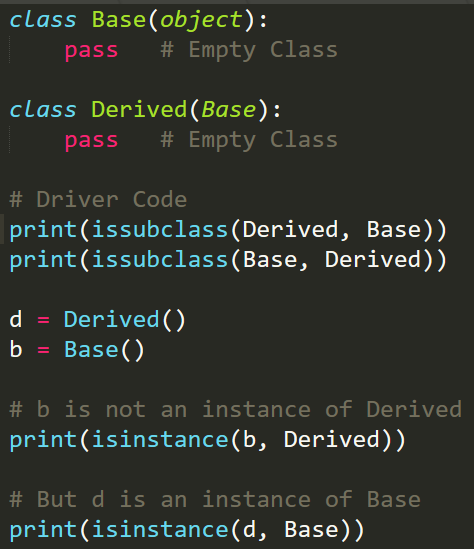 class Base(object):
    pass   # Empty Class

class Derived(Base):
    pass   # Empty Class

# Driver Code
print(issubclass(Derived, Base))
print(issubclass(Base, Derived))

d = Derived()
b = Base()

# b is not an instance of Derived
print(isinstance(b, Derived))

# But d is an instance of Base
print(isinstance(d, Base))